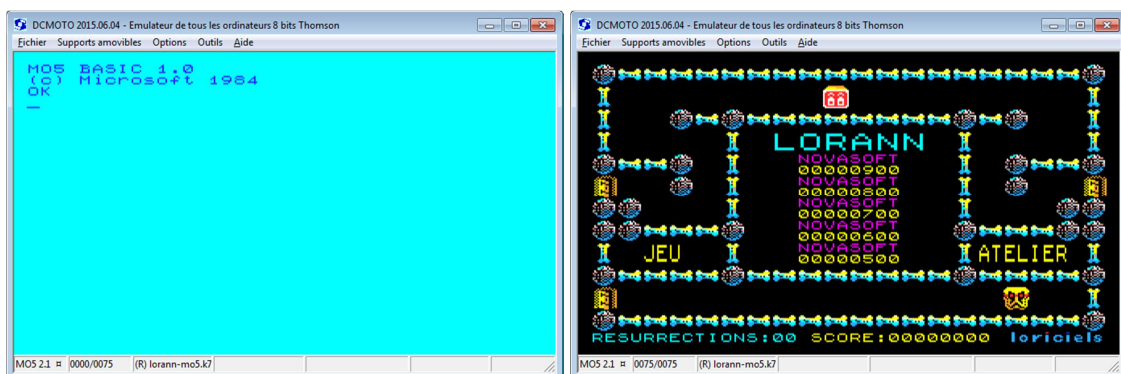 DCMOTO 2015.06.04 - Emulateur de tous les ordinateurs 8 bits Thomson
Fichier Supports amovibles Options Outils Aide
MO5 BASIC 1.0
(c) Microsoft 1984
OK
MO5 2.1 ¤ 0000/0075 (R) lorann-mo5.k7
DCMOTO 2015.06.04 - Emulateur de tous les ordinateurs 8 bits Thomson
Fichier Supports amovibles Options Outils Aide
LORANN
NOVASOFT
00000900
NOVASOFT
00000800
NOVASOFT
00000700
NOVASOFT
00000600
NOVASOFT
00000500
JEU
ATELIER
RESURRECTIONS:00 SCORE:00000000 loriciels
MO5 2.1 ¤ 0075/0075 (R) lorann-mo5.k7